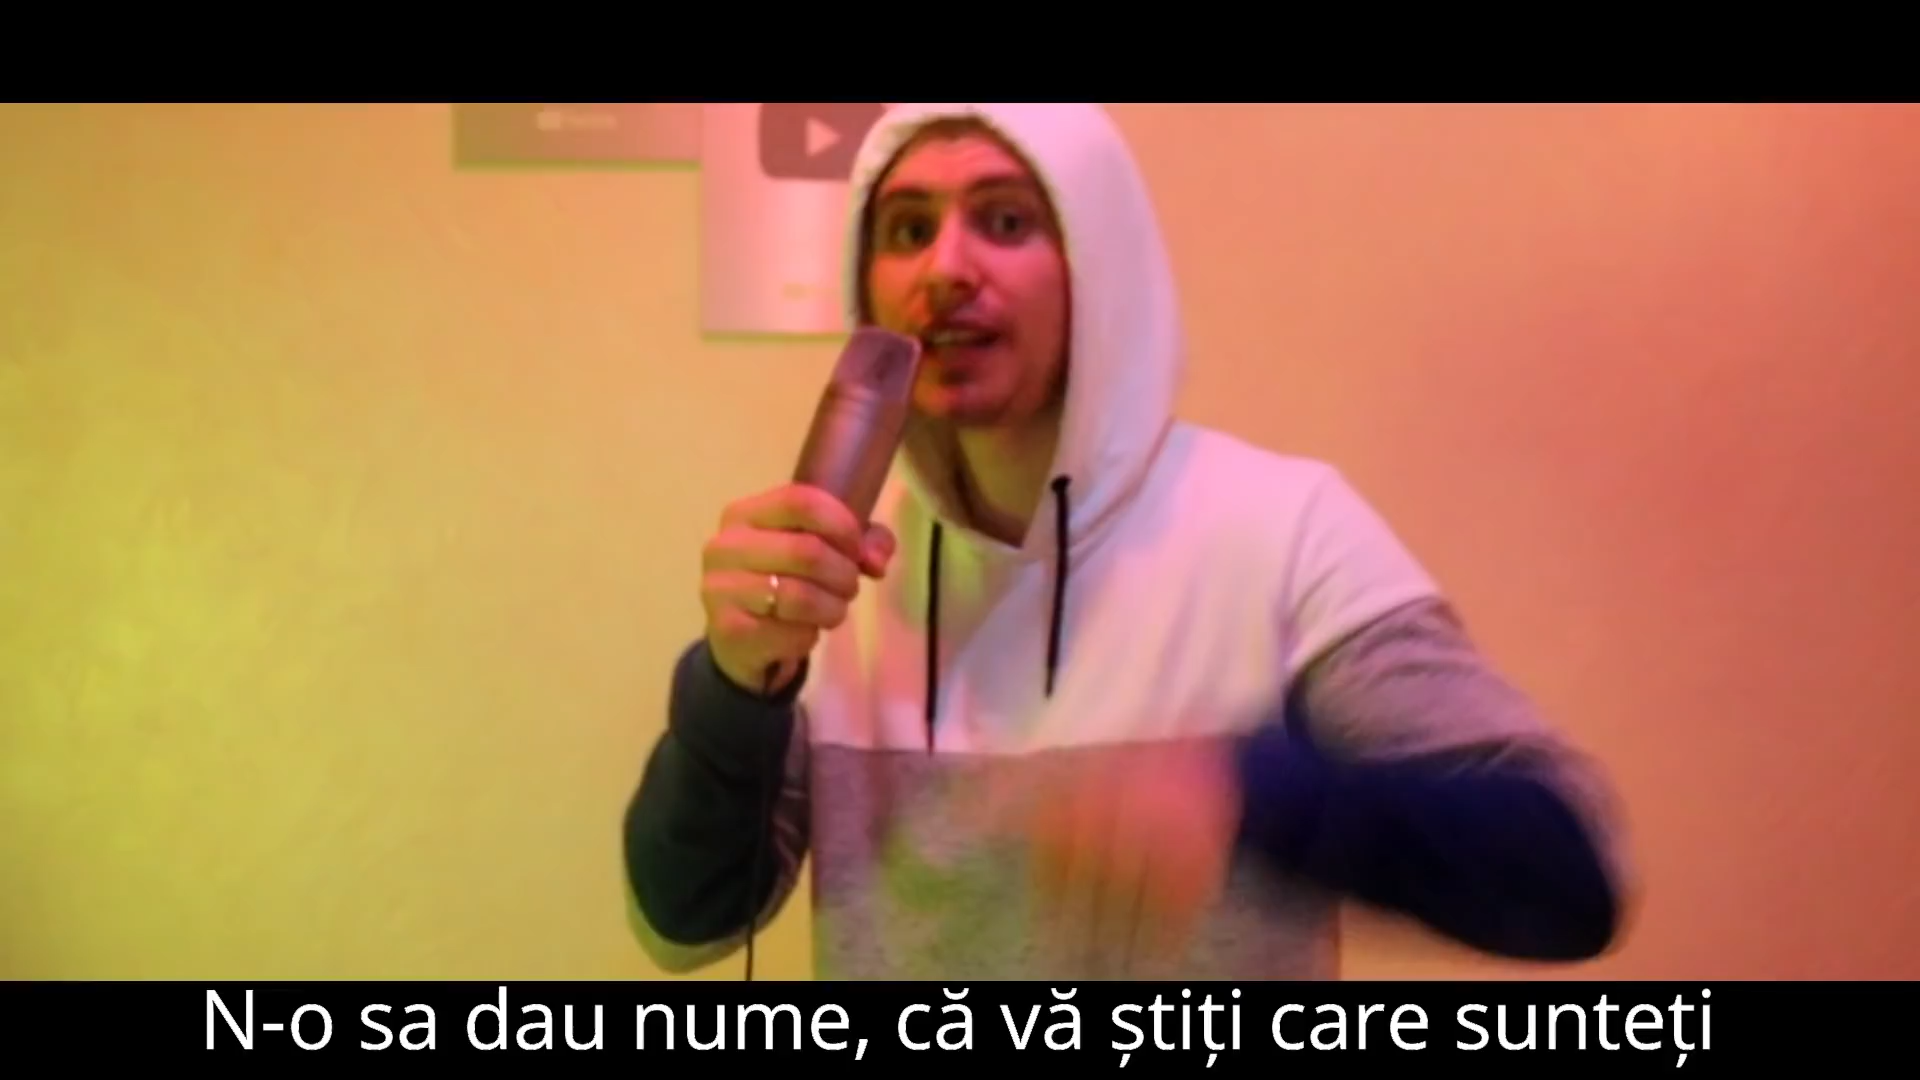 N-o sa dau nume, că vă știți care sunteți